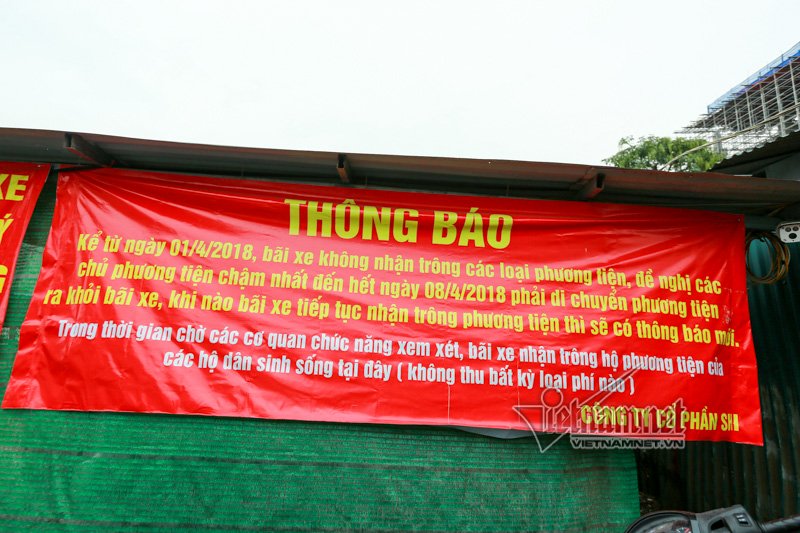 THÔNG BÁO
Kể từ ngày 01/4/2018, bãi xe không nhận trông các loại phương tiện, đề nghị các
chủ phương tiện chậm nhất đến hết ngày 08/4/2018 phải di chuyển phương tiện
ra khỏi bãi xe, khi nào bãi xe tiếp tục nhận trông phương tiện thì sẽ có thông báo mới.
Trong thời gian chờ các cơ quan chức năng xem xét, bãi xe nhận trông hộ phương tiện của
các hộ dân sinh sống tại đây ( không thu bất kỳ loại phí nào )
CÔNG TY CỔ PHẦN
XE
Ý
G
Vietnamnet
VIETNAMNET.VN